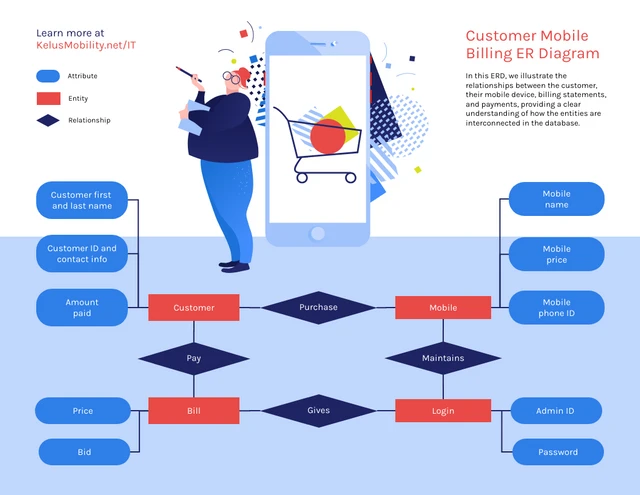 Learn more at
KelusMobility.net/IT
Attribute
Entity
Relationship
Customer Mobile
Billing ER Diagram
In this ERD, we illustrate the
relationships between the customer,
their mobile device, billing statements,
and payments, providing a clear
understanding of how the entities are
interconnected in the database.
Customer first
and last name
Customer ID and
contact info
Amount
paid
Mobile
name
Mobile
price
Mobile
phone ID
Customer
Purchase
Mobile
Pay
Maintains
Price
Bill
Gives
Login
Admin ID
Bid
Password